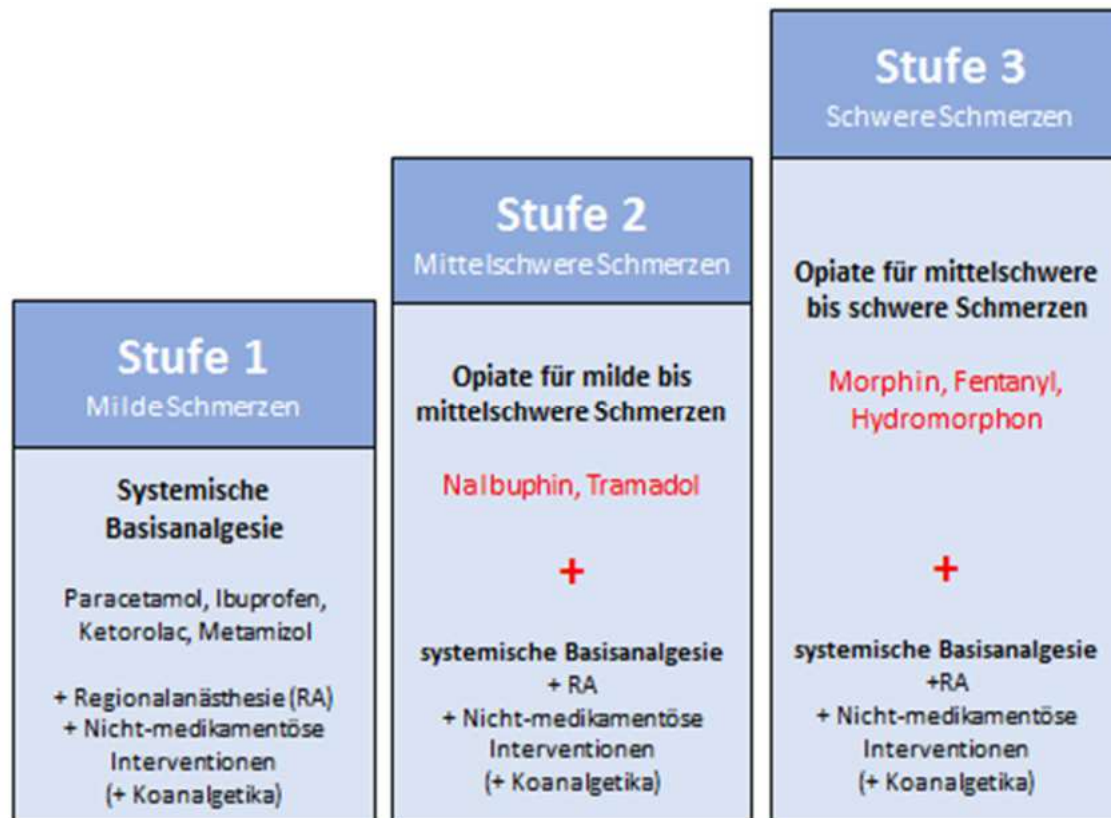 Stufe 1
Milde Schmerzen
Systemische
Basisanalgesie
Paracetamol, Ibuprofen,
Ketorolac, Metamizol
+ Regionalanästhesie (RA)
+ Nicht-medikamentöse
Interventionen
(+ Koanalgetika)
Stufe 2
Mittelschwere Schmerzen
Opiate für milde bis
mittelschwere Schmerzen
Nalbuphin, Tramadol
+
systemische Basisanalgesie
+ RA
+ Nicht-medikamentöse
Interventionen
(+ Koanalgetika)
Stufe 3
Schwere Schmerzen
Opiate für mittelschwere
bis schwere Schmerzen
Morphin, Fentanyl,
Hydromorphon
+
systemische Basisanalgesie
+RA
+ Nicht-medikamentöse
Interventionen
(+ Koanalgetika)